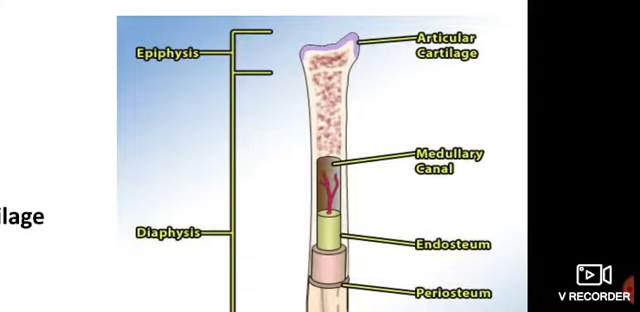 Epiphysis
Articular
Cartilage
Medullary
Canal
ilage
Diaphysis
Endosteum
Periosteum
V RECORDER